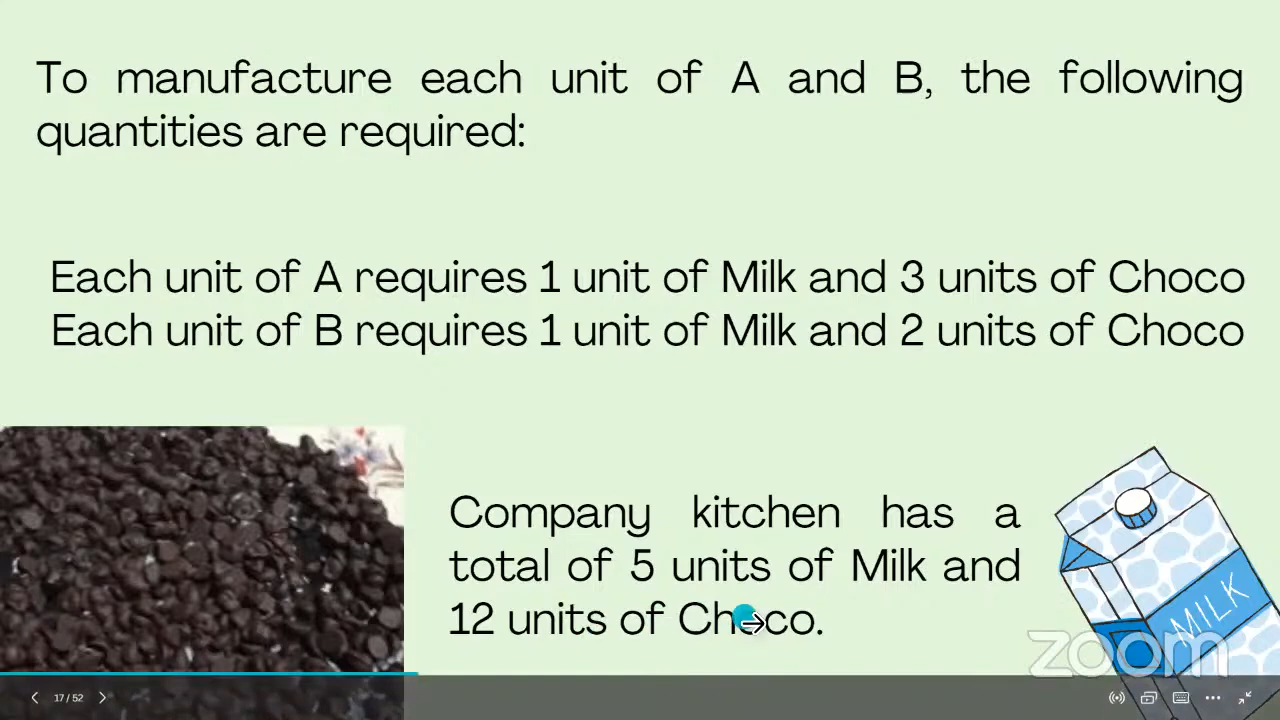 To manufacture each unit of A and B, the following
quantities are required:
Each unit of A requires 1 unit of Milk and 3 units of Choco
Each unit of B requires 1 unit of Milk and 2 units of Choco
Company kitchen has a
total of 5 units of Milk and
12 units of Choco.
MILK
zoom
17 / 52